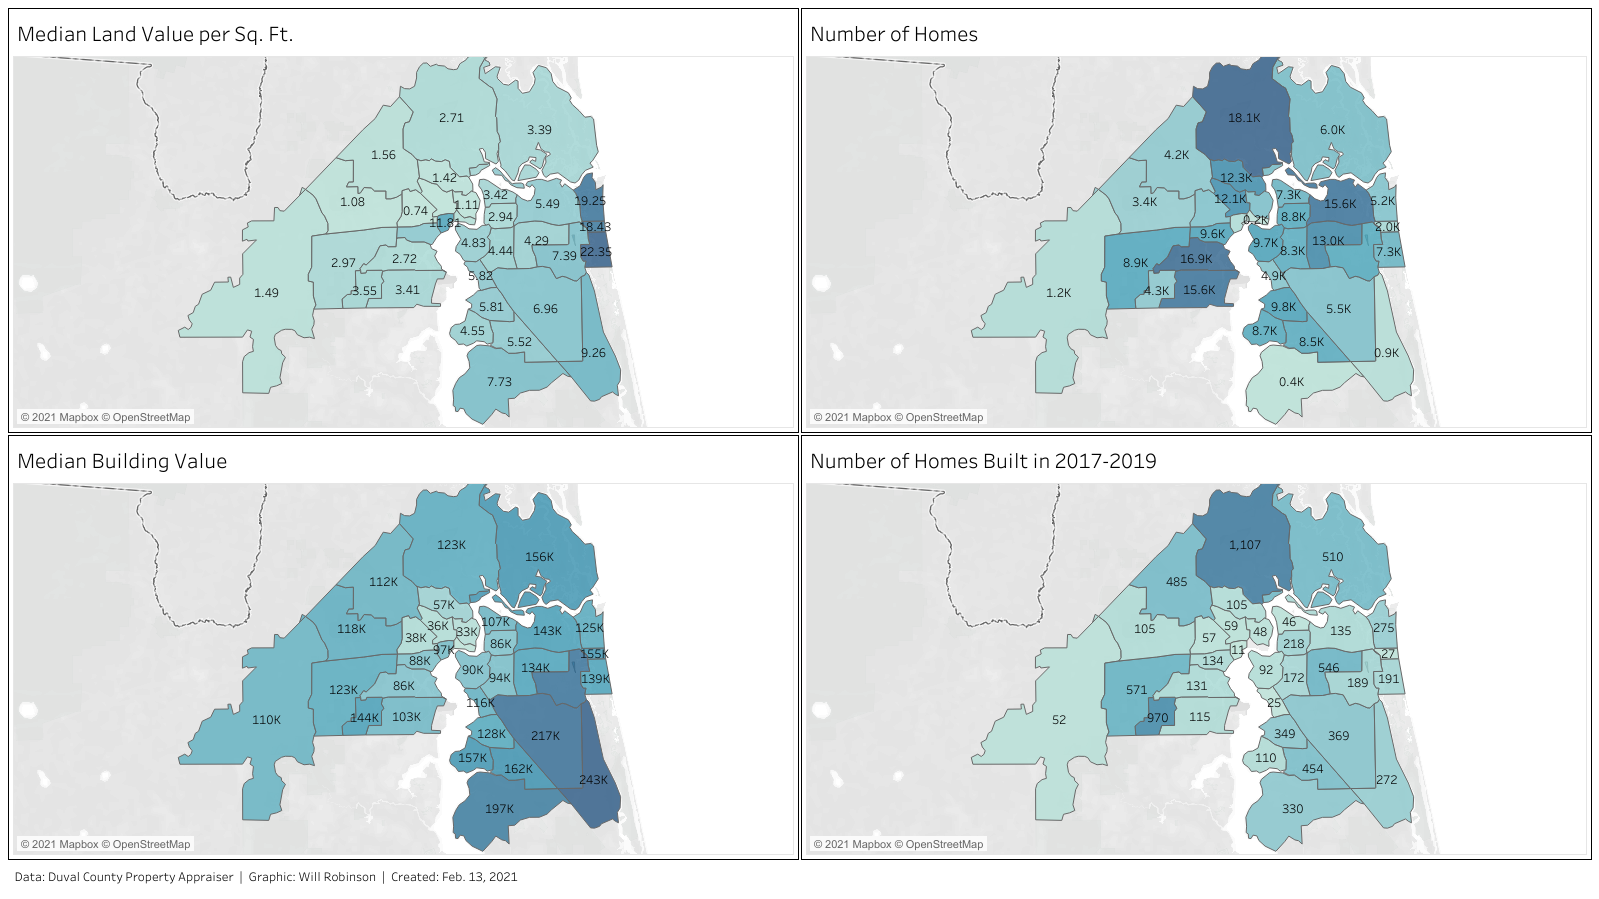 Median Land Value per Sq. Ft.
2.71
3.39
1.56
1.42
1.08
0.74
1.11
3.42
5.49
19.25
11.81
2.94
18.43
4.83
4.44
4.29
7.39
22.35
2.97
2.72
5.82
1.49
3.55
3.41
5.81
6.96
4.55
5.52
9.26
7.73
© 2021 Mapbox © OpenStreetMap
Number of Homes
18.1K
6.0K
4.2K
12.3K
3.4K
12.1K
7.3K
15.6K
5.2K
0.2K
8.8K
2.0K
9.6K
9.7K
8.3K
13.0K
7.3K
8.9K
16.9K
4.9K
1.2K
4.3K
15.6K
9.8K
5.5K
8.7K
8.5K
0.9K
0.4K
© 2021 Mapbox © OpenStreetMap
Median Building Value
123K
156K
112K
57K
118K
38K
36K
33K
107K
143K
125K
97K
86K
155K
88K
90K
94K
134K
139K
123K
86K
116K
110K
144K
103K
128K
217K
157K
162K
243K
197K
© 2021 Mapbox © OpenStreetMap
Number of Homes Built in 2017-2019
1,107
510
485
105
105
57
59
48
46
135
275
11
218
27
134
92
172
546
189
191
571
131
25
52
970
115
349
369
110
454
272
330
© 2021 Mapbox © OpenStreetMap
Data: Duval County Property Appraiser | Graphic: Will Robinson | Created: Feb. 13, 2021